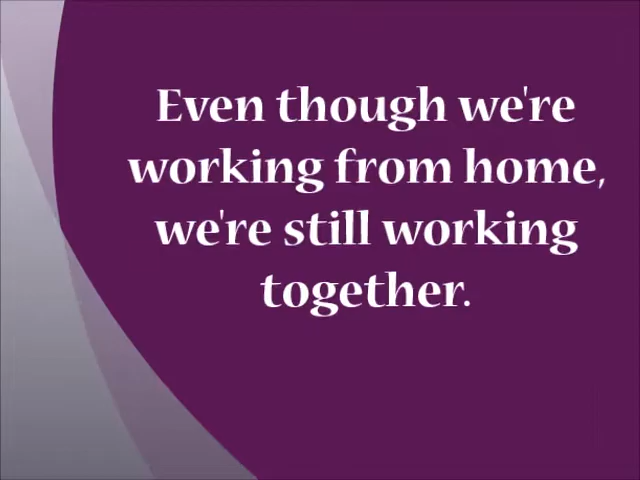 Even though we're
working from home,
we're still working
together.